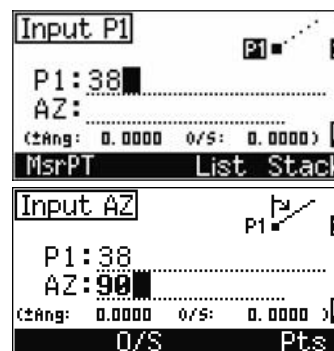 Input P1
P1
P1:38
AZ:
(±Ang: 0.0000 O/S: 0.0000)
MsrPT List Stack
Input AZ
P1
P1:38
AZ:90
(±Ang: 0.0000 O/S: 0.0000 )
O/S Pts